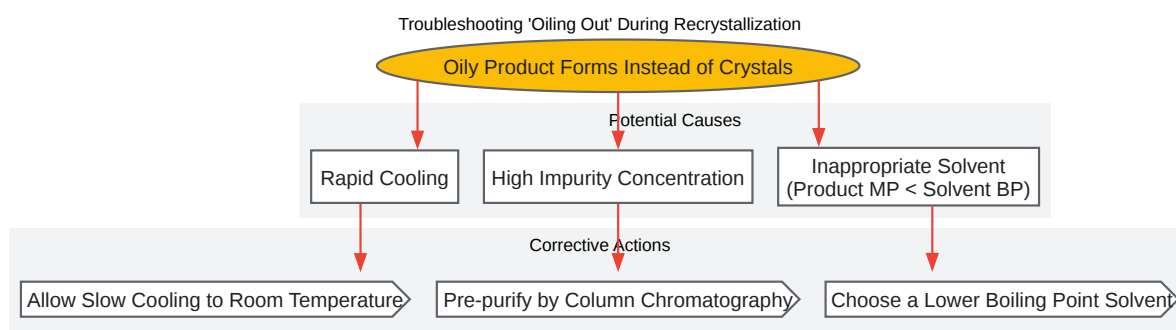 Troubleshooting 'Oiling Out' During Recrystallization
Oily Product Forms Instead of Crystals
Potential Causes
Rapid Cooling
High Impurity Concentration
Inappropriate Solvent
(Product MP < Solvent BP)
Corrective Actions
Allow Slow Cooling to Room Temperature
Pre-purify by Column Chromatography
Choose a Lower Boiling Point Solvent